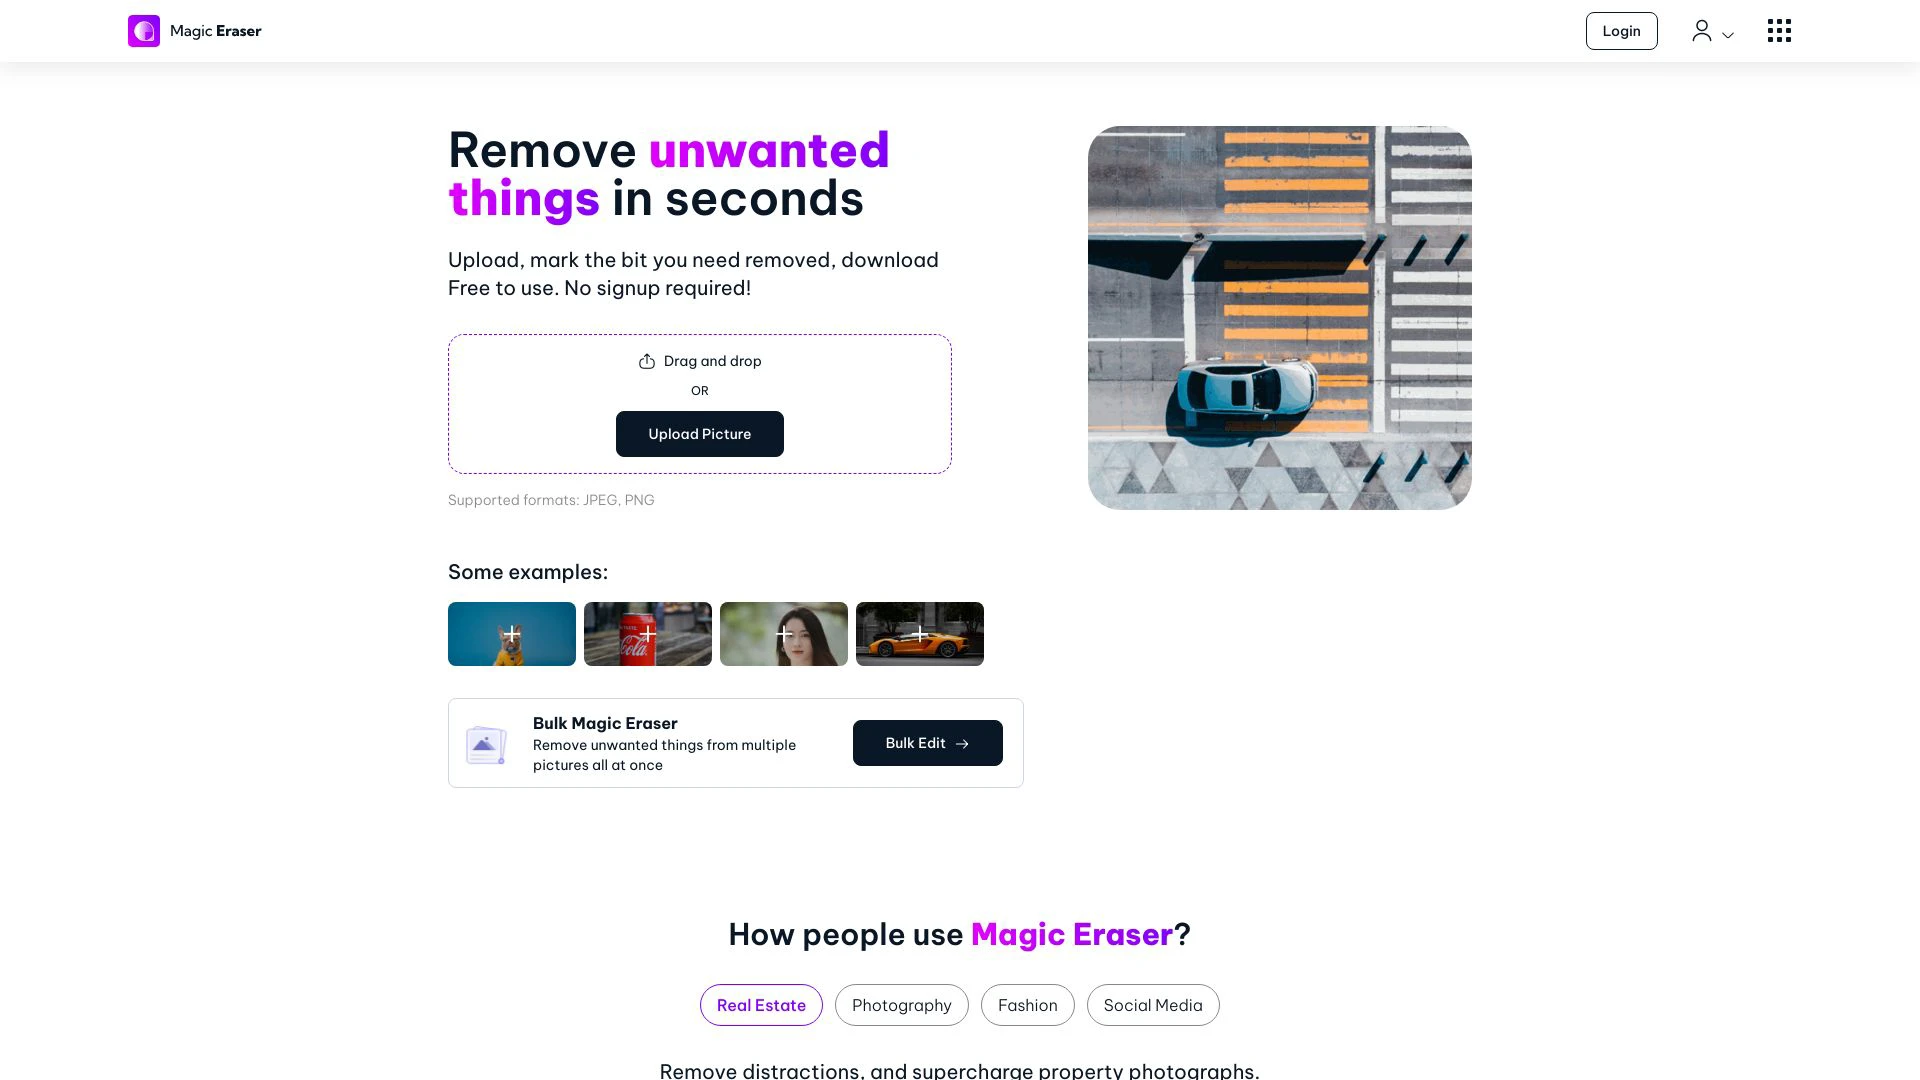 Magic Eraser
Login
Remove unwanted
things in seconds
Upload, mark the bit you need removed, download
Free to use. No signup required!
Drag and drop
OR
Upload Picture
Supported formats: JPEG, PNG
Some examples:
Cola
Bulk Magic Eraser
Remove unwanted things from multiple
pictures all at once
Bulk Edit
How people use Magic Eraser?
Real Estate
Photography
Fashion
Social Media
Remove distractions, and supercharge property photographs.